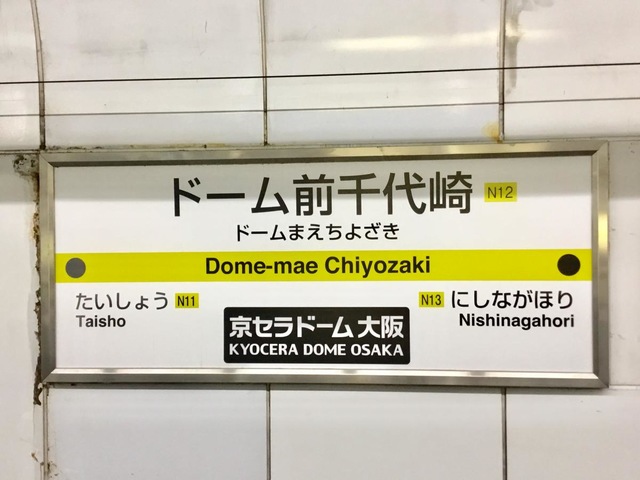 ドーム前千代崎 N12
ドームまえちよざき
Dome-mae Chiyozaki
たいしょう N11
Taisho
N13 にしながほり
Nishinagahori
京セラドーム大阪
KYOCERA DOME OSAKA